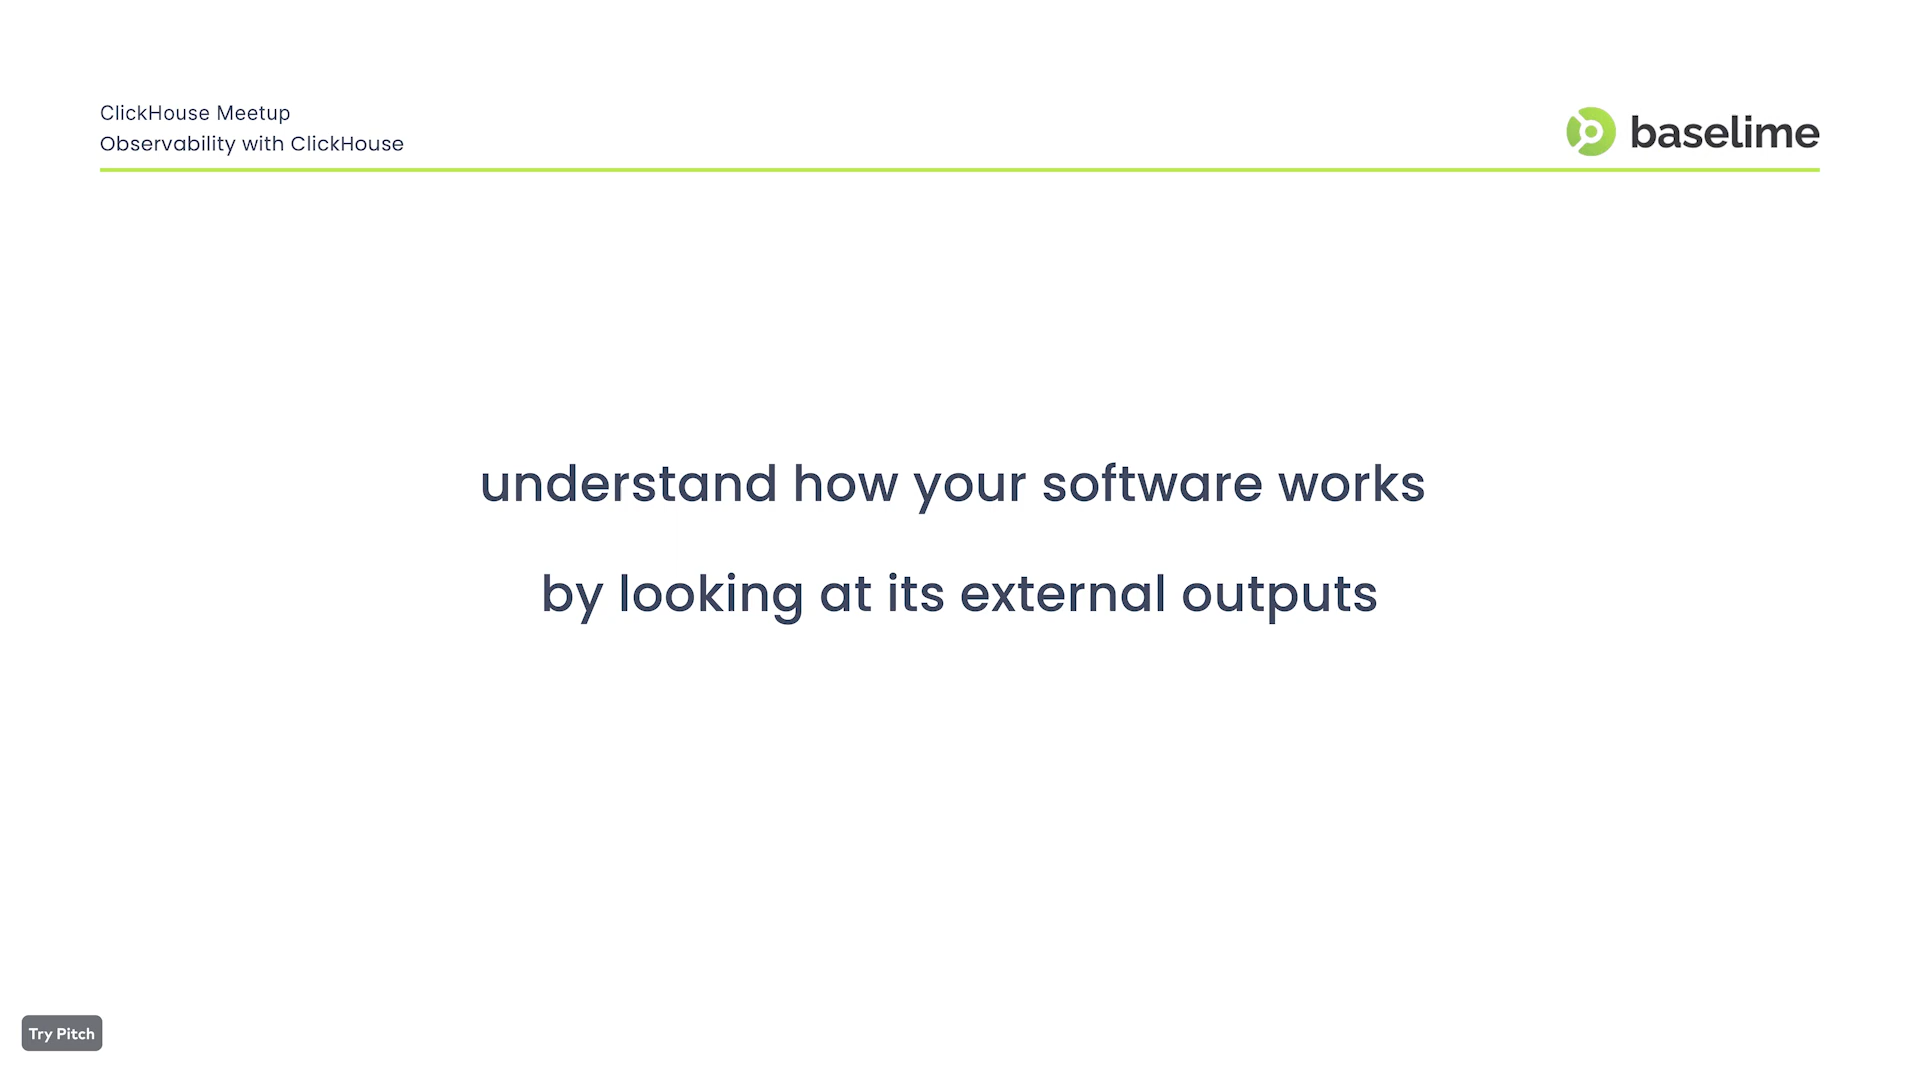 ClickHouse Meetup
Observability with ClickHouse
baselime
understand how your software works
by looking at its external outputs
Try Pitch